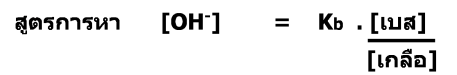 สูตรการหา [OH-] = Kb . [เบส]
[เกลือ]